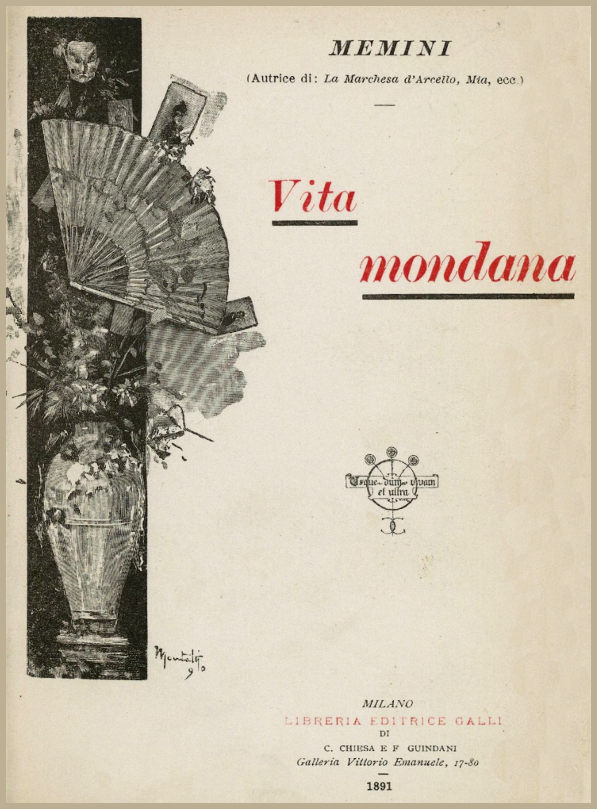 MEMINI
(Autrice di: La Marchesa d'Arcello, Mia, ecc.)
Vita
mondana
Usque dum vivam
et ultra
MILANO
LIBRERIA EDITRICE GALLI
DI
C. CHIESA E F GUINDANI
Galleria Vittorio Emanuele, 17-80
1891